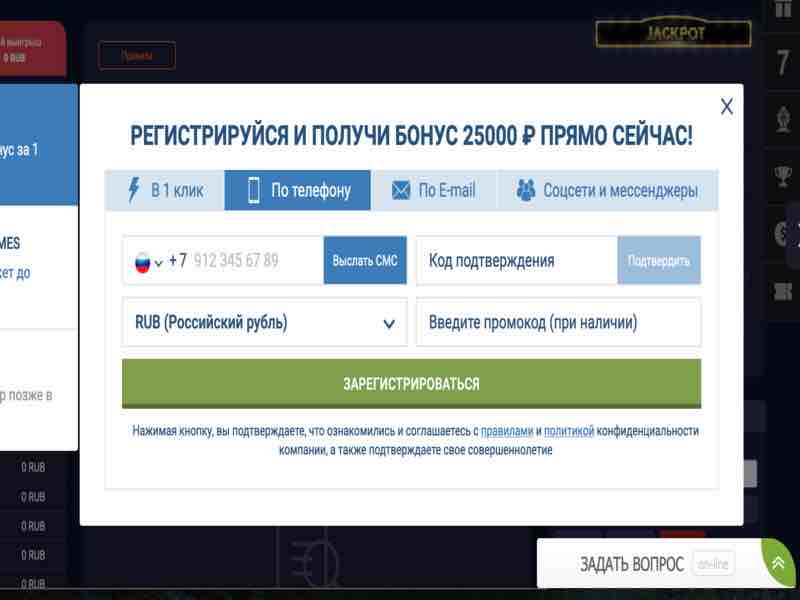 й выигрыш
0 RUB
JACKPOT
Правила
X
7
РЕГИСТРИРУЙСЯ И ПОЛУЧИ БОНУС 25000 ₽ ПРЯМО СЕЙЧАС!
нус за 1
В 1 клик
По телефону
По E-mail
Соцсети и мессенджеры
MES
жет до
+7 912 345 67 89
Выслать СМС
Код подтверждения
Подтвердить
RUB (Российский рубль)
Введите промокод (при наличии)
ЗАРЕГИСТРИРОВАТЬСЯ
р позже в
Нажимая кнопку, вы подтверждаете, что ознакомились и соглашаетесь с правилами и политикой конфиденциальности
компании, а также подтверждаете свое совершеннолетие
0 RUB
0 RUB
0 RUB
0 RUB
0 RUB
ЗАДАТЬ ВОПРОС
on-line